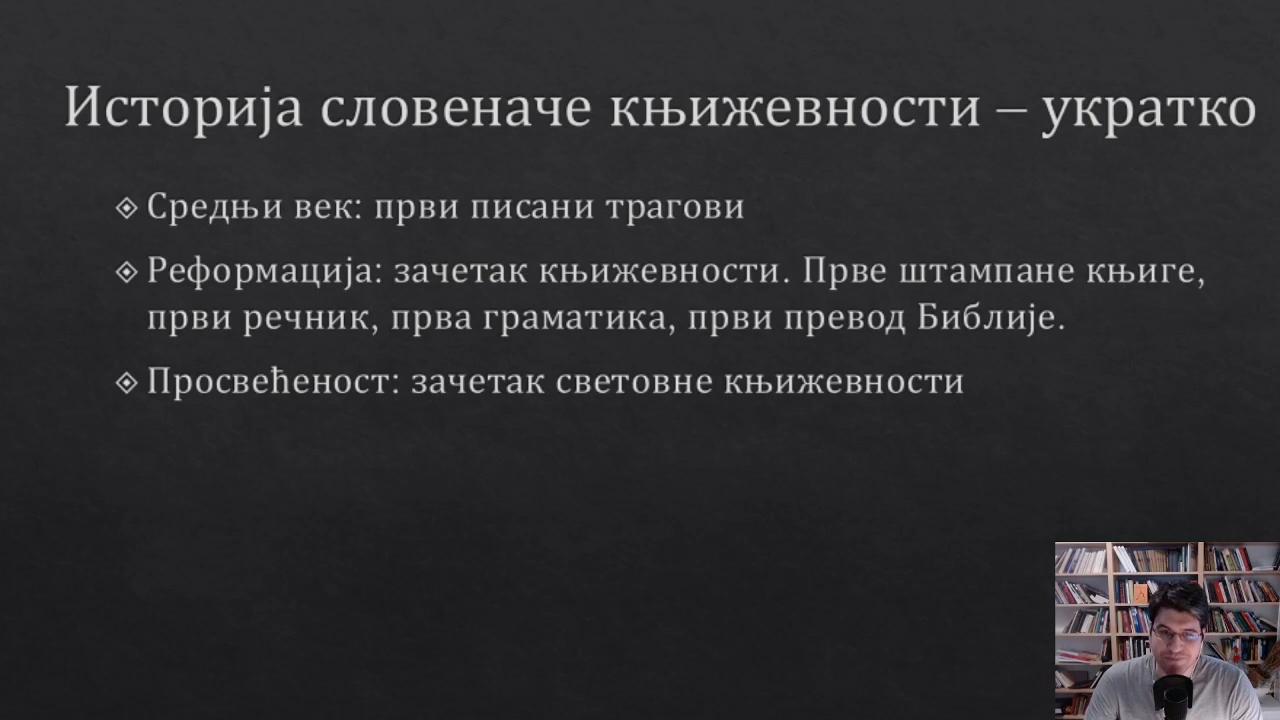 Историја словеначе књижевности – укратко
Средњи век: први писани трагови
Реформација: зачетак књижевности. Прве штампане књиге,
први речник, прва граматика, први превод Библије.
Просвећеност: зачетак световне књижевности